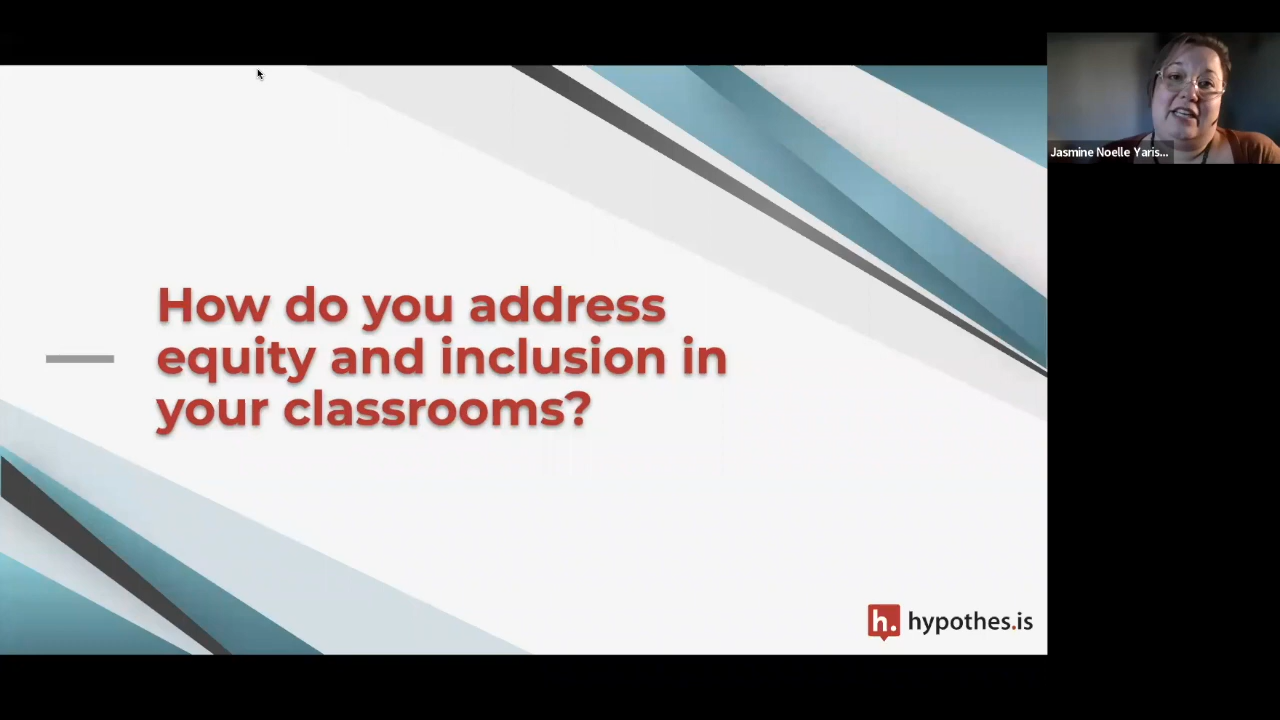 How do you address
equity and inclusion in
your classrooms?
h. hypothes.is
Jasmine Noelle Yaris...